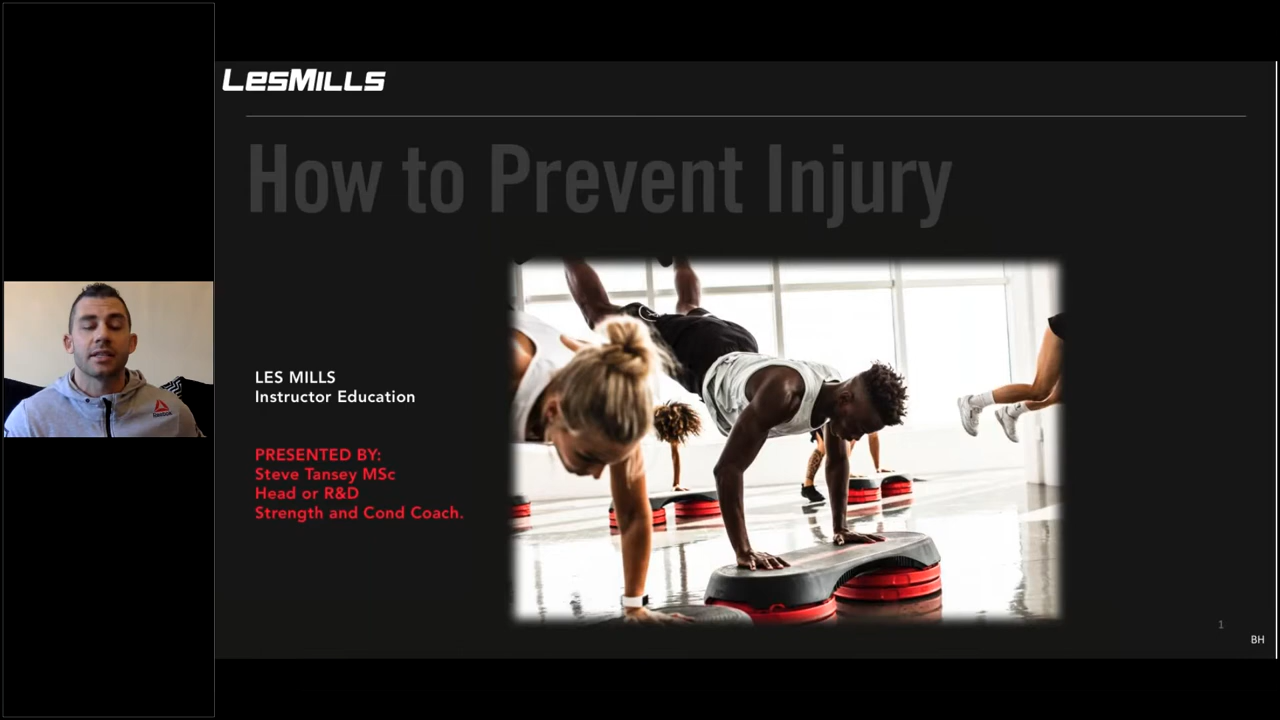 LESMILLS
How to Prevent Injury
LES MILLS
Instructor Education
PRESENTED BY:
Steve Tansey MSc
Head or R&D
Strength and Cond Coach.
Reebok
1
BH